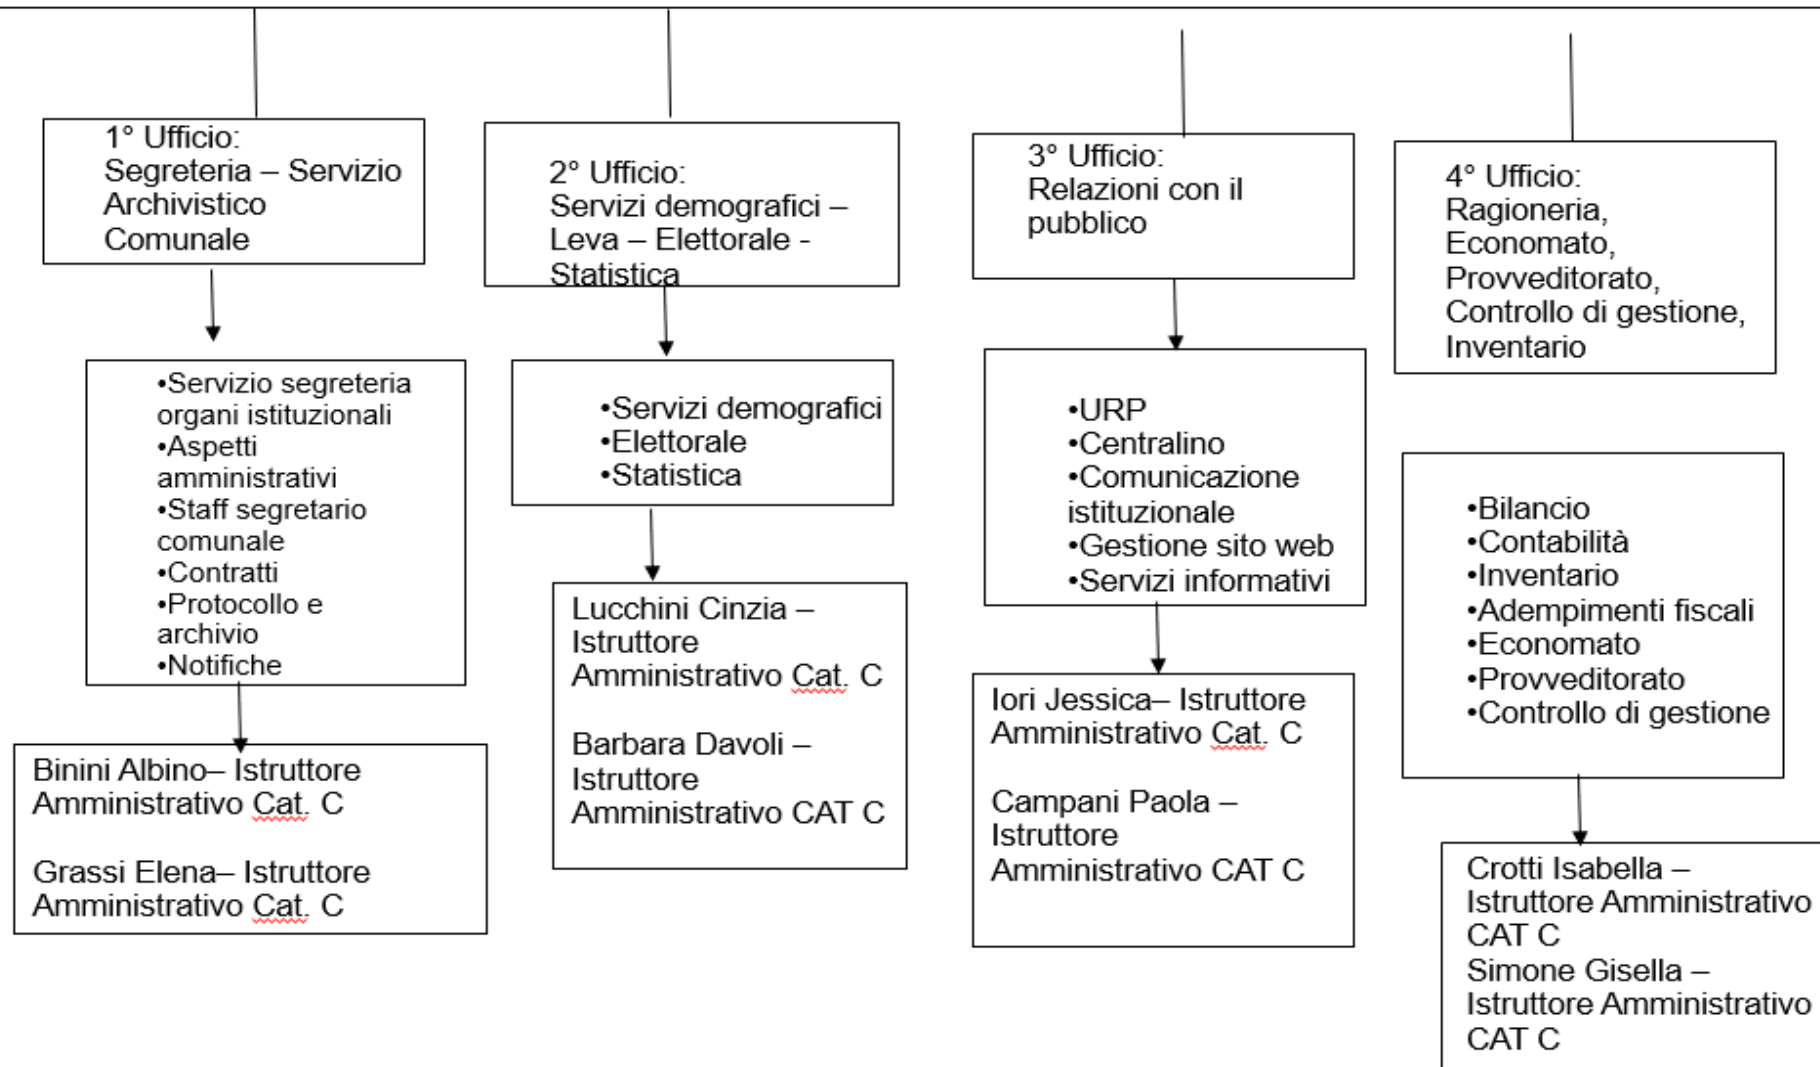 1° Ufficio:
Segreteria – Servizio
Archivistico
Comunale
•Servizio segreteria
organi istituzionali
•Aspetti
amministrativi
•Staff segretario
comunale
•Contratti
•Protocollo e
archivio
•Notifiche
Binini Albino– Istruttore
Amministrativo Cat. C
Grassi Elena– Istruttore
Amministrativo Cat. C
2° Ufficio:
Servizi demografici –
Leva – Elettorale -
Statistica
•Servizi demografici
•Elettorale
•Statistica
Lucchini Cinzia –
Istruttore
Amministrativo Cat. C
Barbara Davoli –
Istruttore
Amministrativo CAT C
3° Ufficio:
Relazioni con il
pubblico
•URP
•Centralino
•Comunicazione
istituzionale
•Gestione sito web
•Servizi informativi
Iori Jessica– Istruttore
Amministrativo Cat. C
Campani Paola –
Istruttore
Amministrativo CAT C
4° Ufficio:
Ragioneria,
Economato,
Provveditorato,
Controllo di gestione,
Inventario
•Bilancio
•Contabilità
•Inventario
•Adempimenti fiscali
•Economato
•Provveditorato
•Controllo di gestione
Crotti Isabella –
Istruttore Amministrativo
CAT C
Simone Gisella –
Istruttore Amministrativo
CAT C